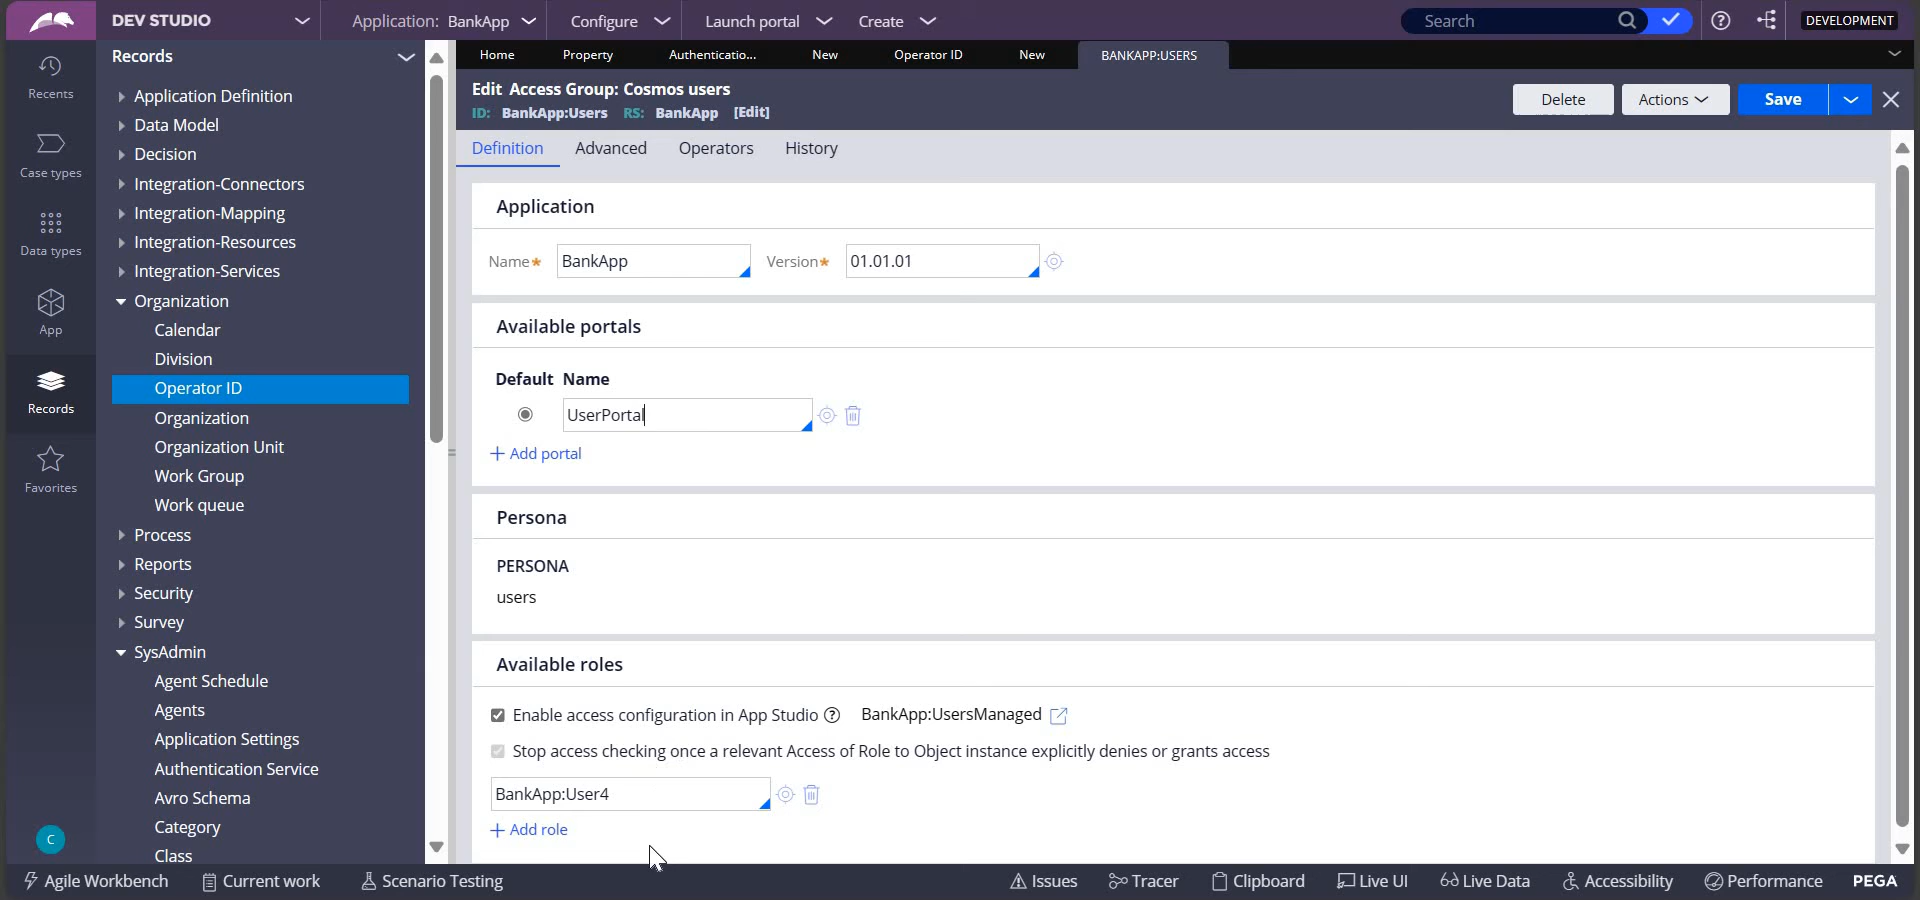 DEV STUDIO
Application: BankApp
Configure
Launch portal
Create
Search
DEVELOPMENT
Recents
Case types
Data types
App
Records
Favorites
C
Records
Application Definition
Data Model
Decision
Integration-Connectors
Integration-Mapping
Integration-Resources
Integration-Services
Organization
Calendar
Division
Operator ID
Organization
Organization Unit
Work Group
Work queue
Process
Reports
Security
Survey
SysAdmin
Agent Schedule
Agents
Application Settings
Authentication Service
Avro Schema
Category
Class
Home
Property
Authenticatio...
New
Operator ID
New
BANKAPP:USERS
Edit Access Group: Cosmos users
ID: BankApp:Users RS: BankApp [Edit]
Delete
Actions
Save
Definition
Advanced
Operators
History
Application
Name* BankApp Version* 01.01.01
Available portals
Default Name
UserPortal
+ Add portal
Persona
PERSONA
users
Available roles
Enable access configuration in App Studio ? BankApp:UsersManaged
Stop access checking once a relevant Access of Role to Object instance explicitly denies or grants access
BankApp:User4
+ Add role
Agile Workbench
Current work
Scenario Testing
Issues
Tracer
Clipboard
Live UI
Live Data
Accessibility
Performance
PEGA